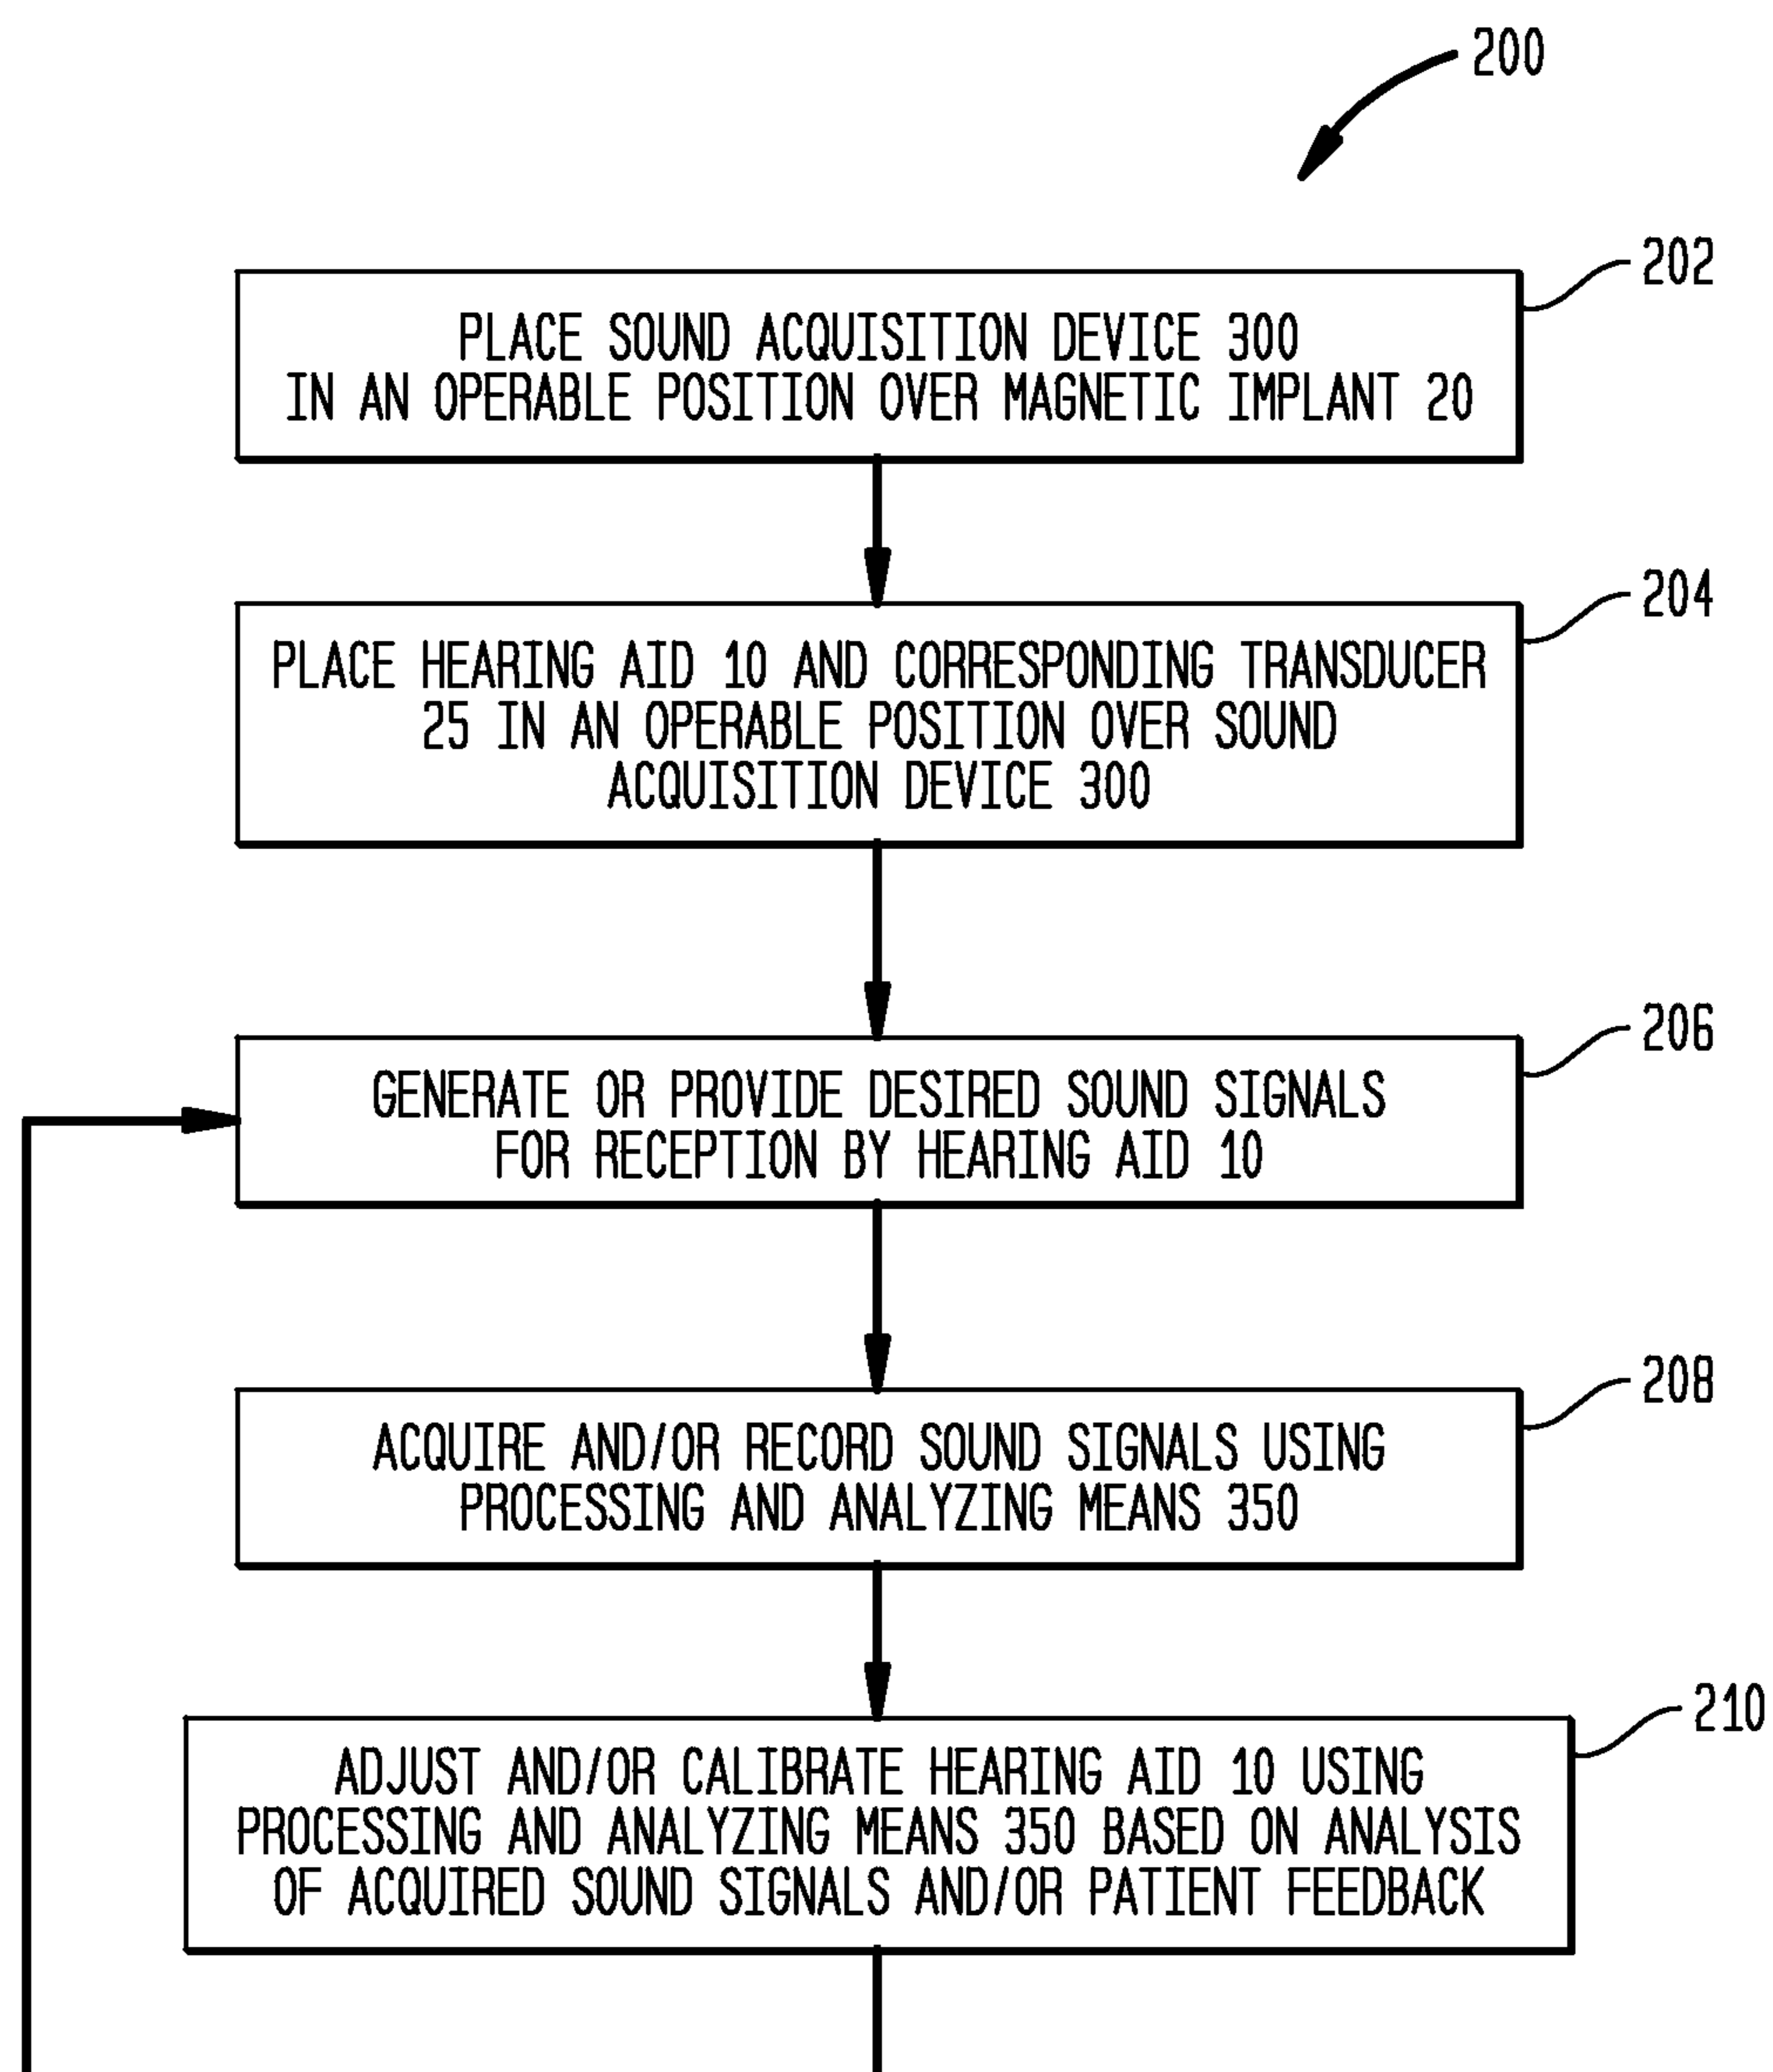 200
202
PLACE SOUND ACQUISITION DEVICE 300
IN AN OPERABLE POSITION OVER MAGNETIC IMPLANT 20
204
PLACE HEARING AID 10 AND CORRESPONDING TRANSDUCER
25 IN AN OPERABLE POSITION OVER SOUND
ACQUISITION DEVICE 300
206
GENERATE OR PROVIDE DESIRED SOUND SIGNALS
FOR RECEPTION BY HEARING AID 10
208
ACQUIRE AND/OR RECORD SOUND SIGNALS USING
PROCESSING AND ANALYZING MEANS 350
210
ADJUST AND/OR CALIBRATE HEARING AID 10 USING
PROCESSING AND ANALYZING MEANS 350 BASED ON ANALYSIS
OF ACQUIRED SOUND SIGNALS AND/OR PATIENT FEEDBACK